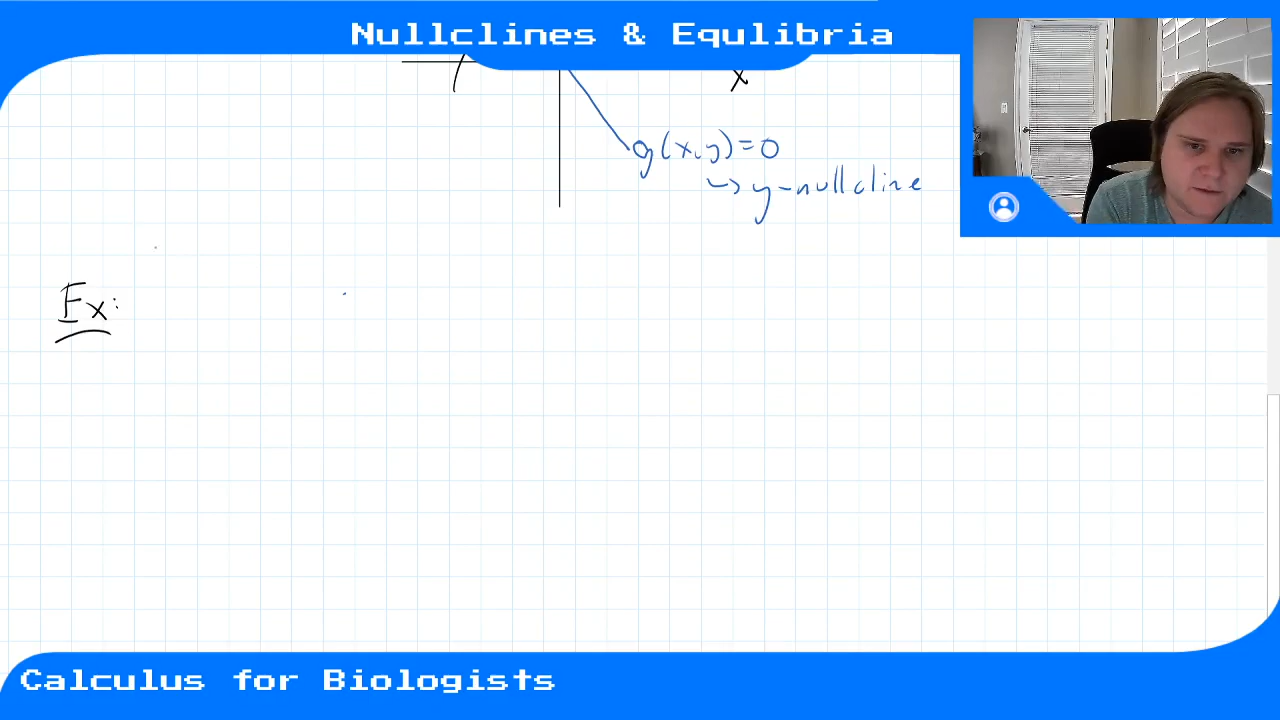 Nullclines & Equlibria
x
g(x,y)=0
↳ y-nullcline
Ex:
Calculus for Biologists